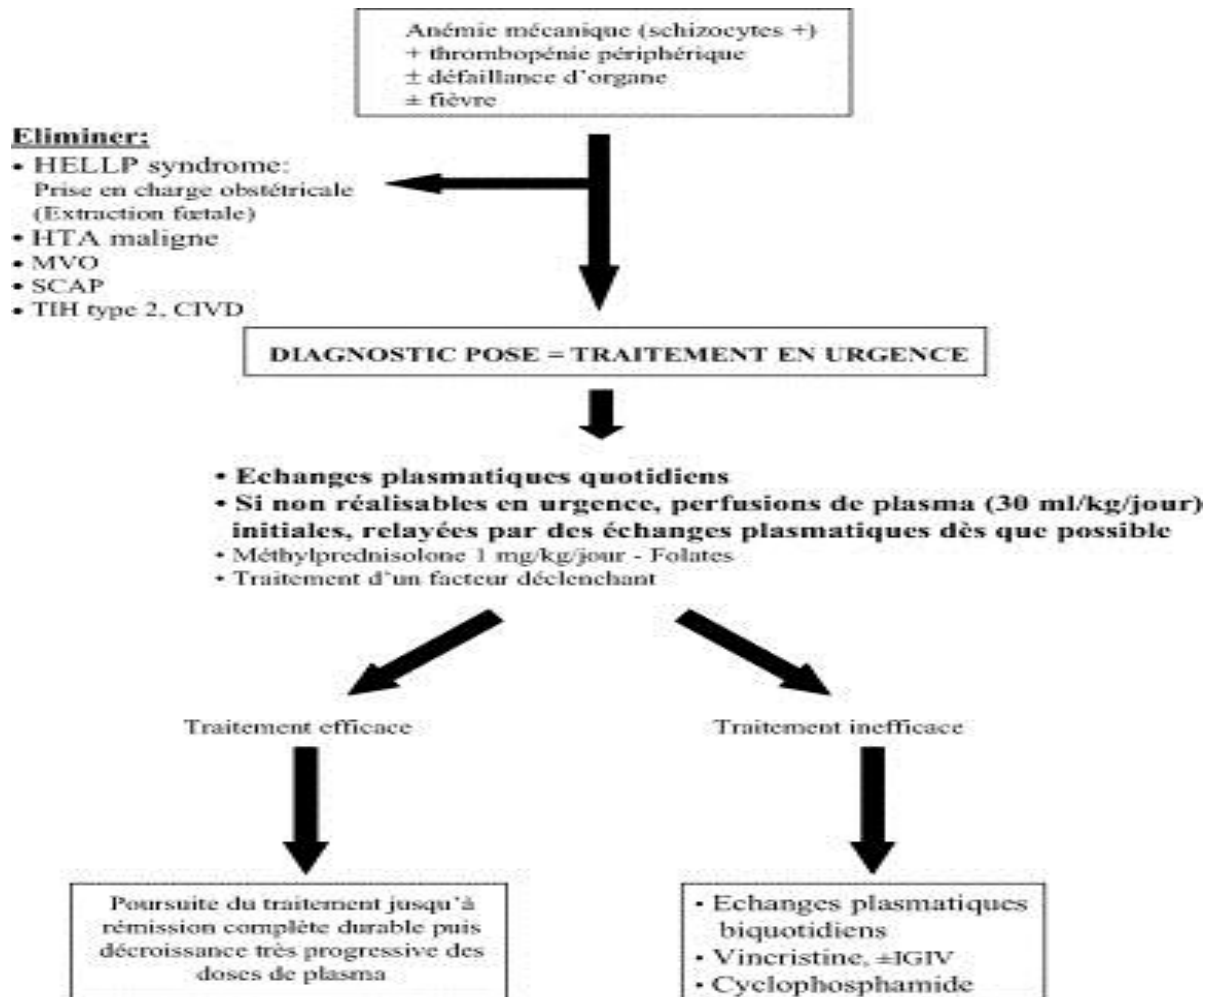 Anémie mécanique (schizocytes +)
+ thrombopénie périphérique
± défaillance d'organe
± fièvre
Eliminer:
• HELLP syndrome:
Prise en charge obstétricale
(Extraction fœtale)
• HTA maligne
• MVO
• SCAP
• TIH type 2, CIVD
DIAGNOSTIC POSE = TRAITEMENT EN URGENCE
• Echanges plasmatiques quotidiens
• Si non réalisables en urgence, perfusions de plasma (30 ml/kg/jour)
initiales, relayées par des échanges plasmatiques dès que possible
• Méthylprednisolone 1 mg/kg/jour - Folates
• Traitement d'un facteur déclenchant
Traitement efficace
Traitement inefficace
Poursuite du traitement jusqu'à
rémission complète durable puis
décroissance très progressive des
doses de plasma
• Echanges plasmatiques
biquotidiens
• Vincristine, ±IGIV
• Cyclophosphamide